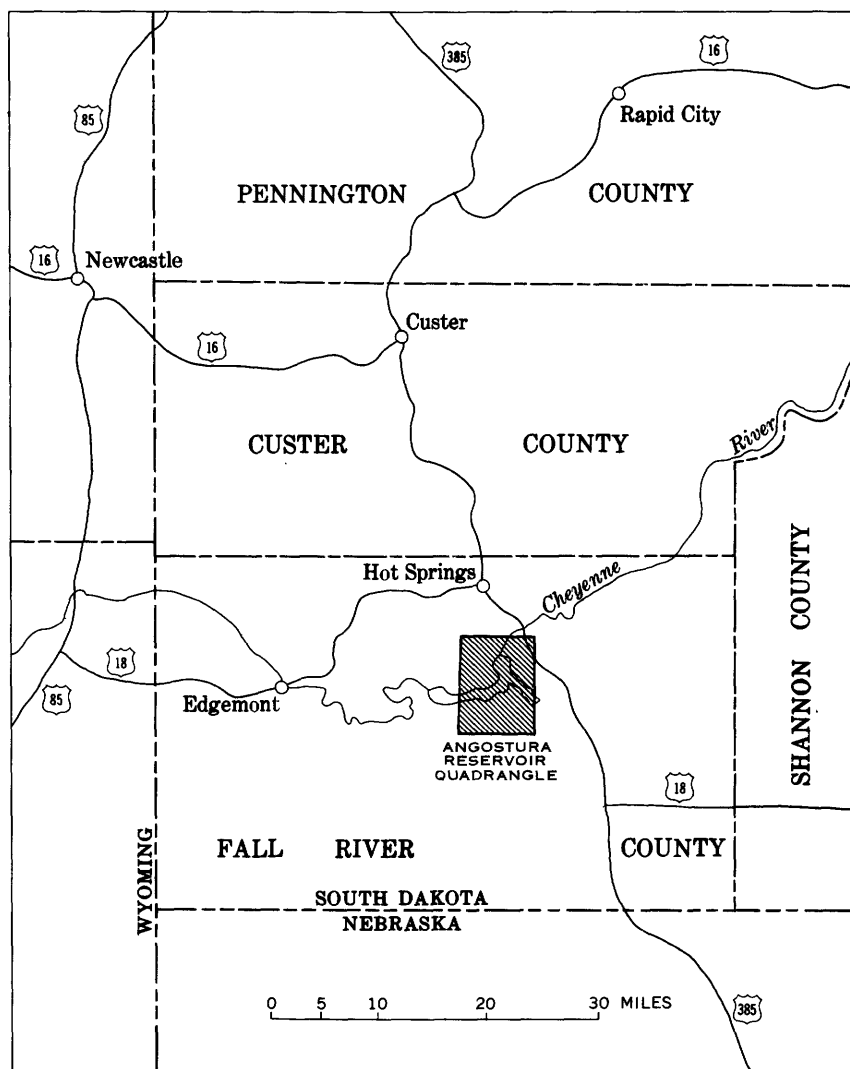 385
16
85
Rapid City
PENNINGTON COUNTY
16
Newcastle
Custer
16
CUSTER COUNTY
River
Hot Springs
Cheyenne
SHANNON COUNTY
18
Edgemont
85
ANGOSTURA
RESERVOIR
QUADRANGLE
18
WYOMING
FALL RIVER COUNTY
SOUTH DAKOTA
NEBRASKA
0 5 10 20 30 MILES
385